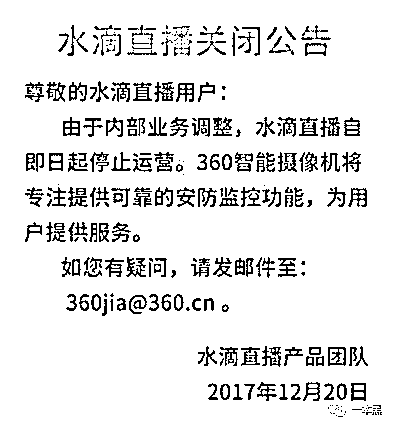 水滴直播关闭公告
尊敬的水滴直播用户：
由于内部业务调整，水滴直播自
即日起停止运营。360智能摄像机将
专注提供可靠的安防监控功能，为用
户提供服务。
如您有疑问，请发邮件至：
360jia@360.cn 。
水滴直播产品团队
2017年12月20日
一本黑